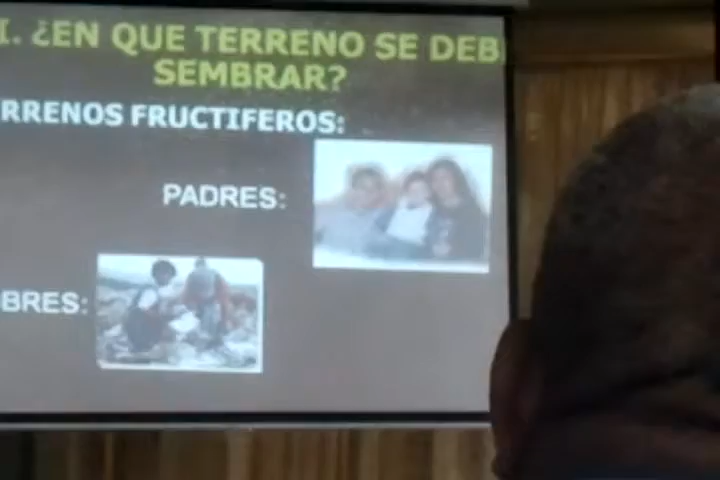 I. ¿EN QUE TERRENO SE DEB
SEMBRAR?
RRENOS FRUCTIFEROS:
PADRES:
BRES: